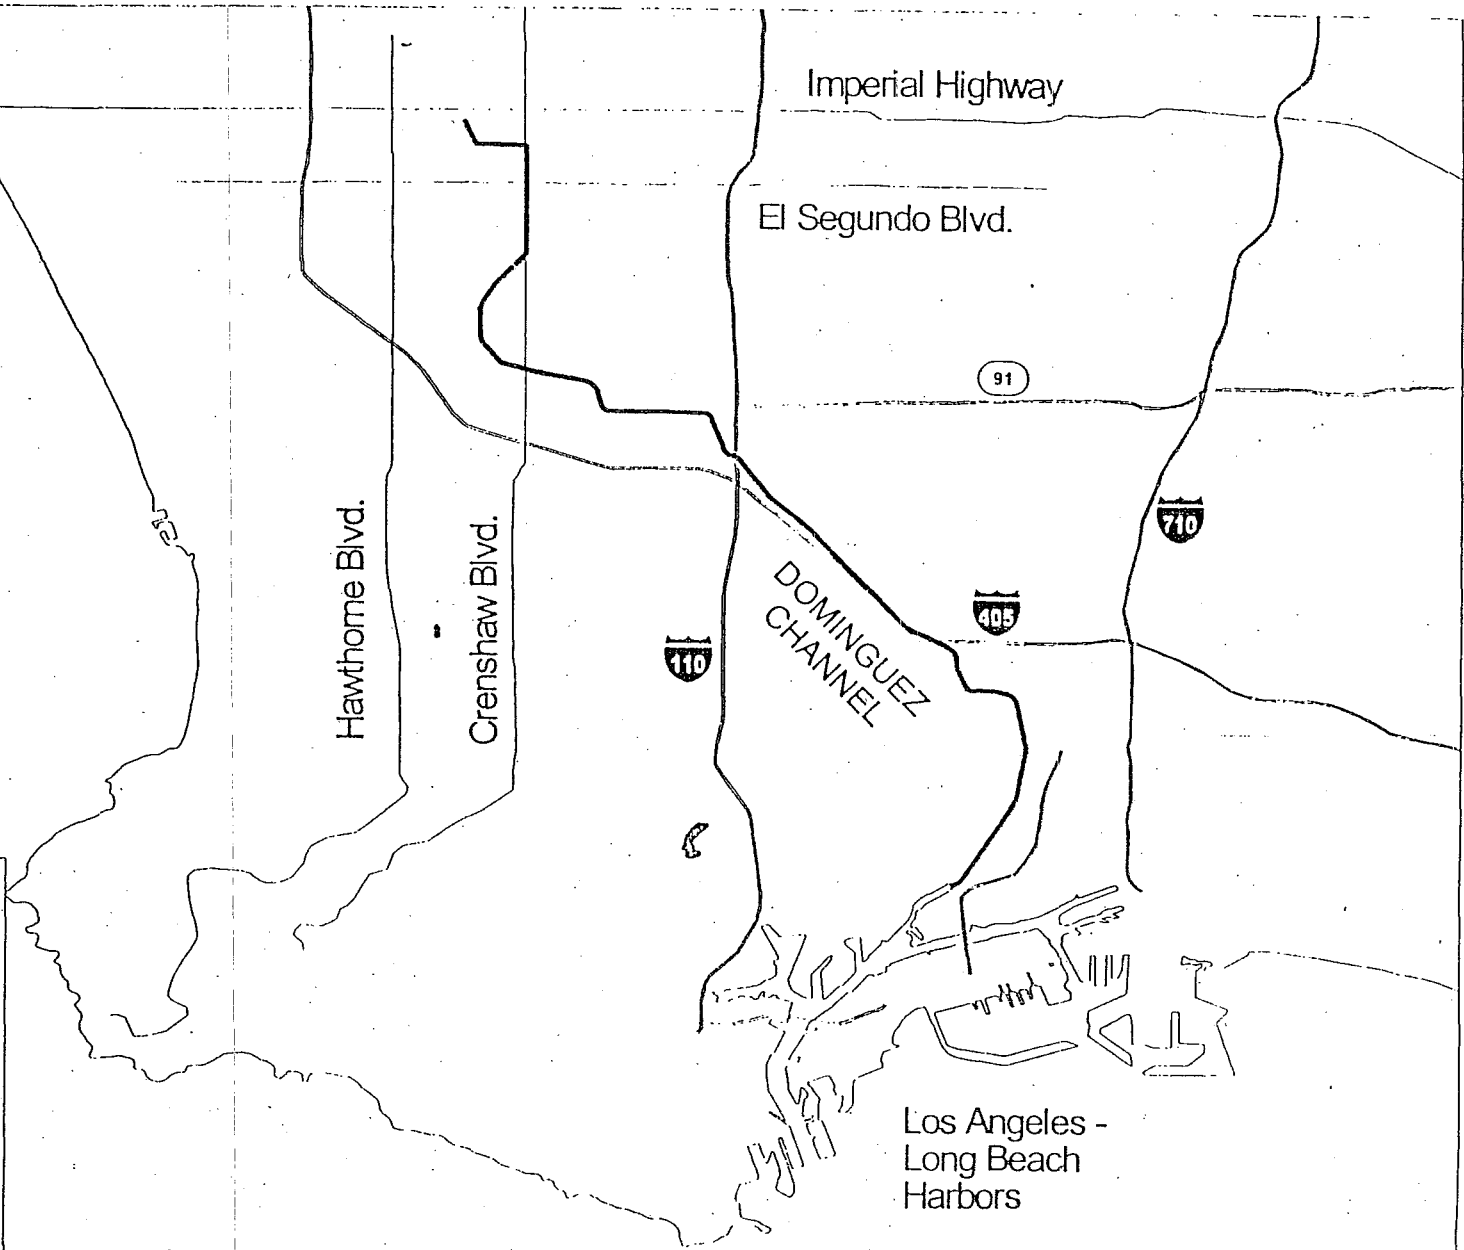 Imperial Highway
El Segundo Blvd.
91
710
Hawthorne Blvd.
Crenshaw Blvd.
405
DOMINGUEZ
CHANNEL
110
Los Angeles -
Long Beach
Harbors